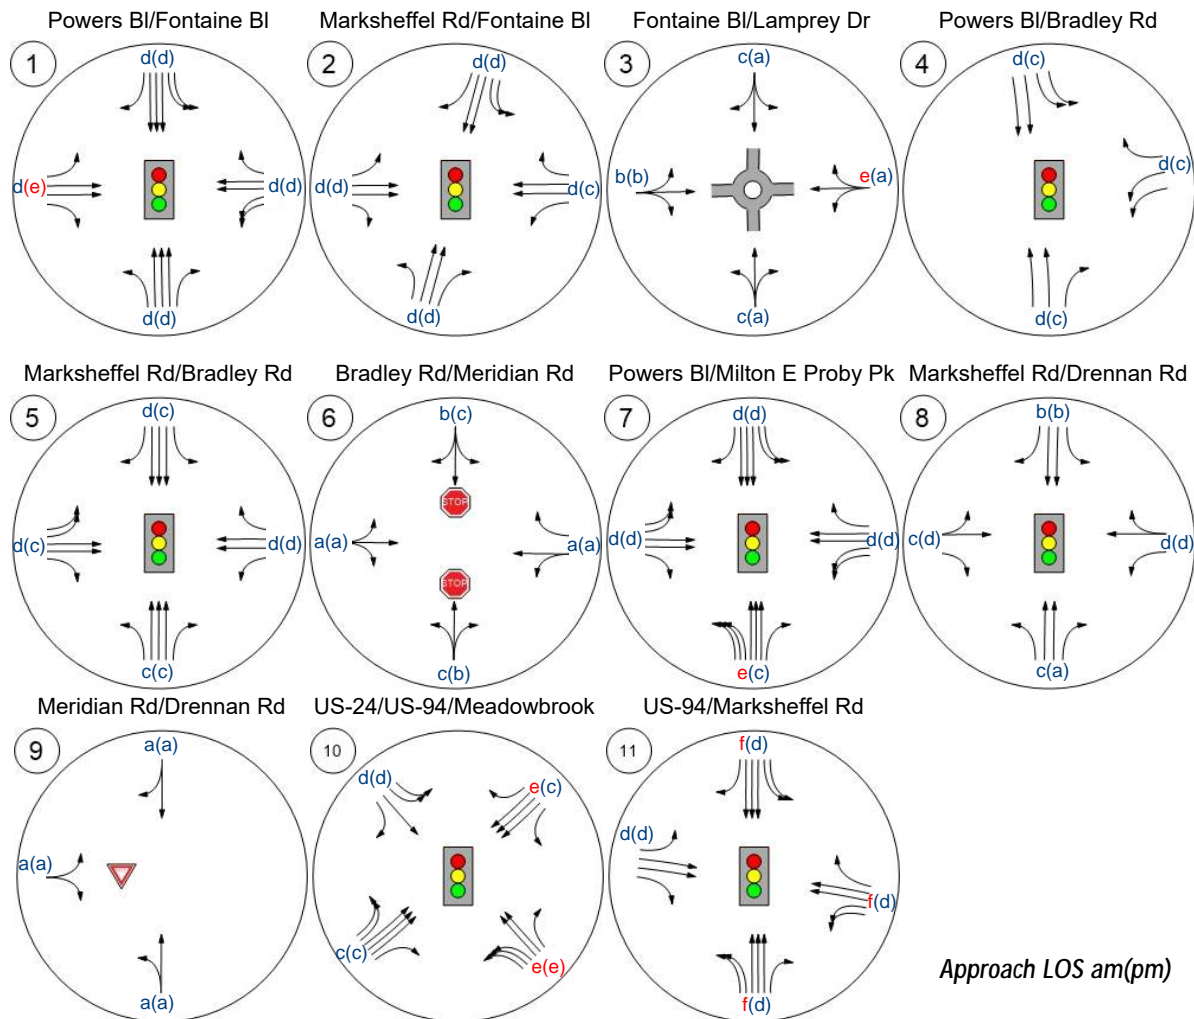 Powers Bl/Fontaine Bl
Marksheffel Rd/Fontaine Bl
Fontaine Bl/Lamprey Dr
Powers Bl/Bradley Rd
1
d(d)
d(e)
d(d)
d(d)
2
d(d)
d(d)
d(c)
d(d)
3
c(a)
b(b)
e(a)
c(a)
4
d(c)
d(c)
d(c)
Marksheffel Rd/Bradley Rd
Bradley Rd/Meridian Rd
Powers Bl/Milton E Proby Pk
Marksheffel Rd/Drennan Rd
5
d(c)
d(c)
d(d)
c(c)
6
b(c)
STOP
a(a)
a(a)
STOP
c(b)
7
d(d)
d(d)
d(d)
e(c)
8
b(b)
c(d)
d(d)
c(a)
Meridian Rd/Drennan Rd
US-24/US-94/Meadowbrook
US-94/Marksheffel Rd
9
a(a)
a(a)
a(a)
10
d(d)
e(c)
c(c)
e(e)
11
f(d)
d(d)
f(d)
f(d)
Approach LOS am(pm)